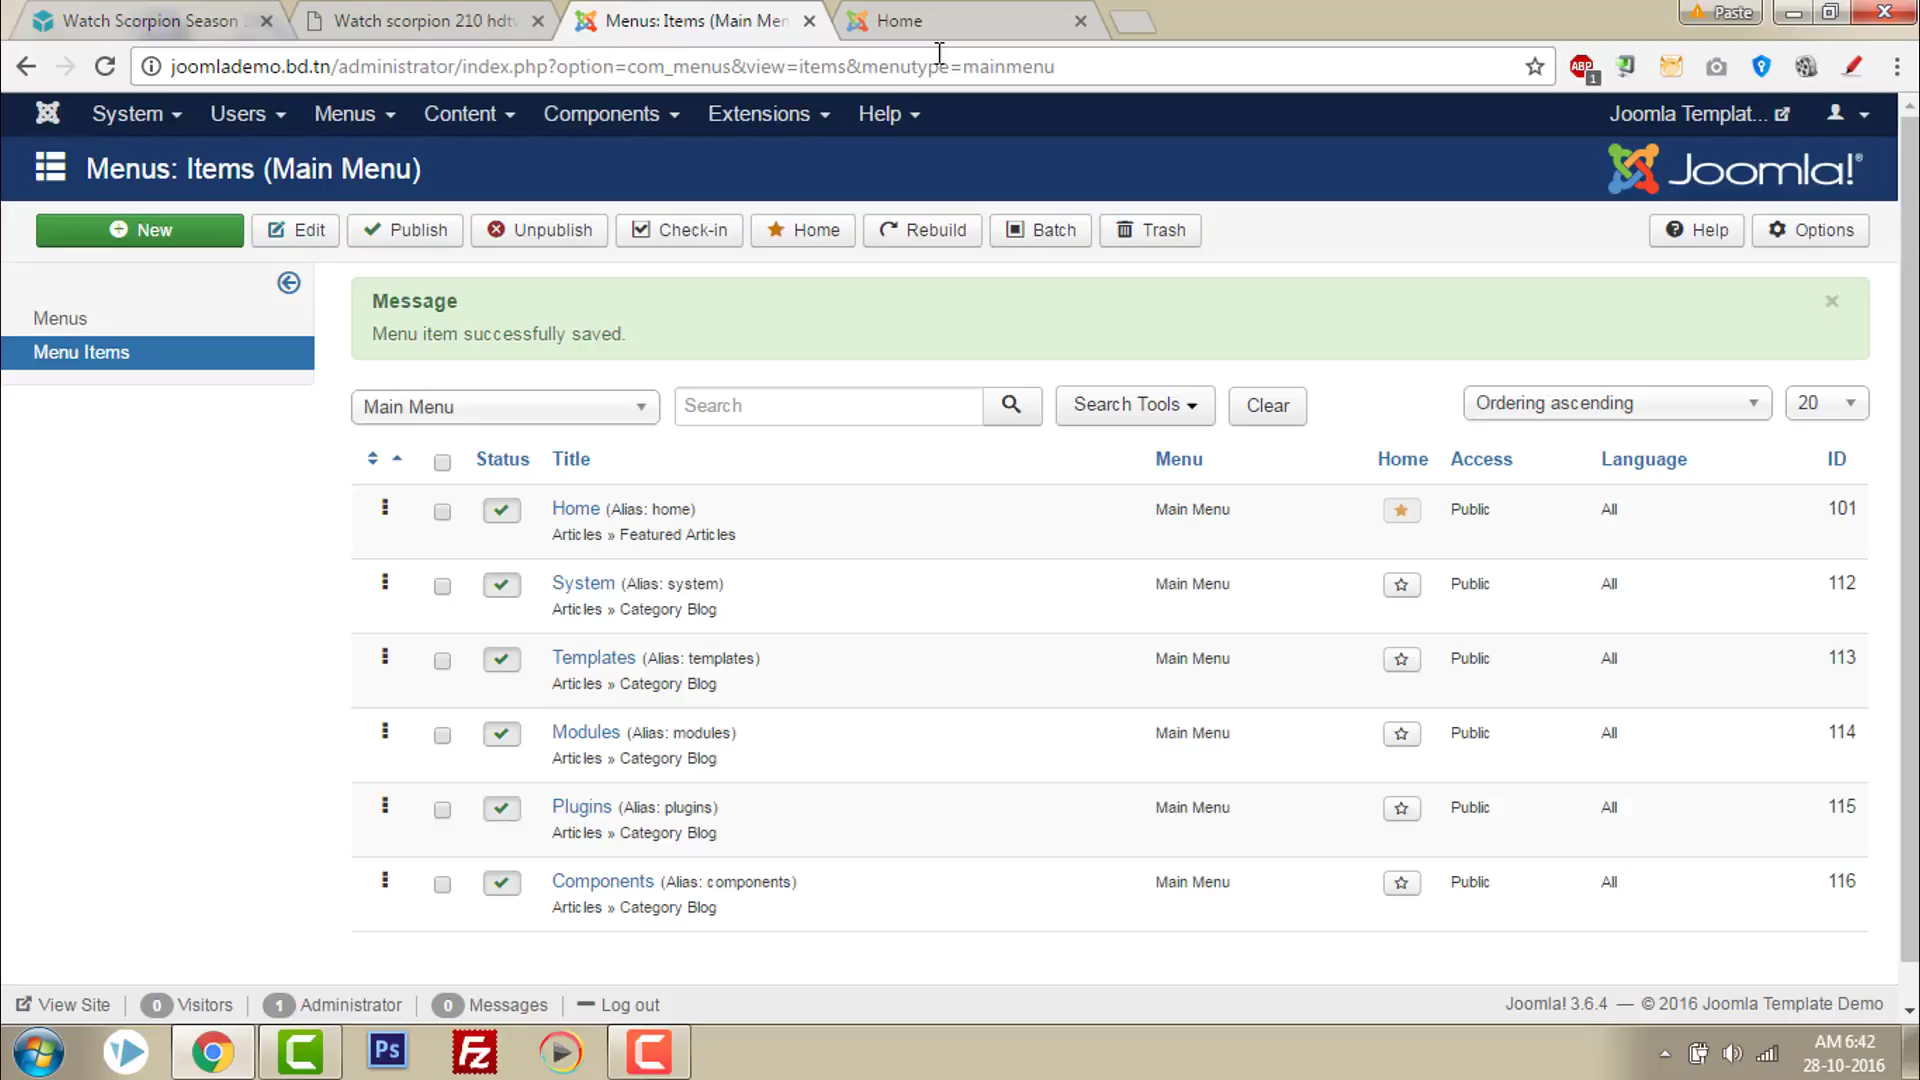 Watch Scorpion Season
Watch scorpion 210 hdtv
Menus: Items (Main Men
Home
Paste
joomlademo.bd.tn/administrator/index.php?option=com_menus&view=items&menutype=mainmenu
ABP
1
System
Users
Menus
Content
Components
Extensions
Help
Joomla Templat...
Menus: Items (Main Menu)
Joomla!®
New
Edit
Publish
Unpublish
Check-in
Home
Rebuild
Batch
Trash
Help
Options
Menus
Menu Items
Message
Menu item successfully saved.
Main Menu
Search
Search Tools
Clear
Ordering ascending
20
Status Title Menu Home Access Language ID
Home (Alias: home) Main Menu Public All 101
Articles » Featured Articles
System (Alias: system) Main Menu Public All 112
Articles » Category Blog
Templates (Alias: templates) Main Menu Public All 113
Articles » Category Blog
Modules (Alias: modules) Main Menu Public All 114
Articles » Category Blog
Plugins (Alias: plugins) Main Menu Public All 115
Articles » Category Blog
Components (Alias: components) Main Menu Public All 116
Articles » Category Blog
View Site
0 Visitors
1 Administrator
0 Messages
Log out
Joomla! 3.6.4 — © 2016 Joomla Template Demo
Ps
Fz
AM 6:42
28-10-2016